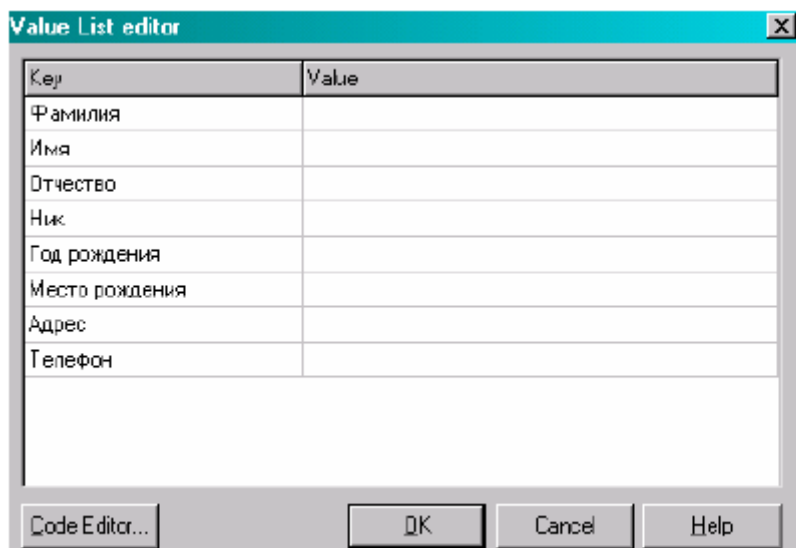 Value List editor
Key Value
Фамилия
Имя
Отчество
Ник
Год рождения
Место рождения
Адрес
Телефон
Code Editor... OK Cancel Help